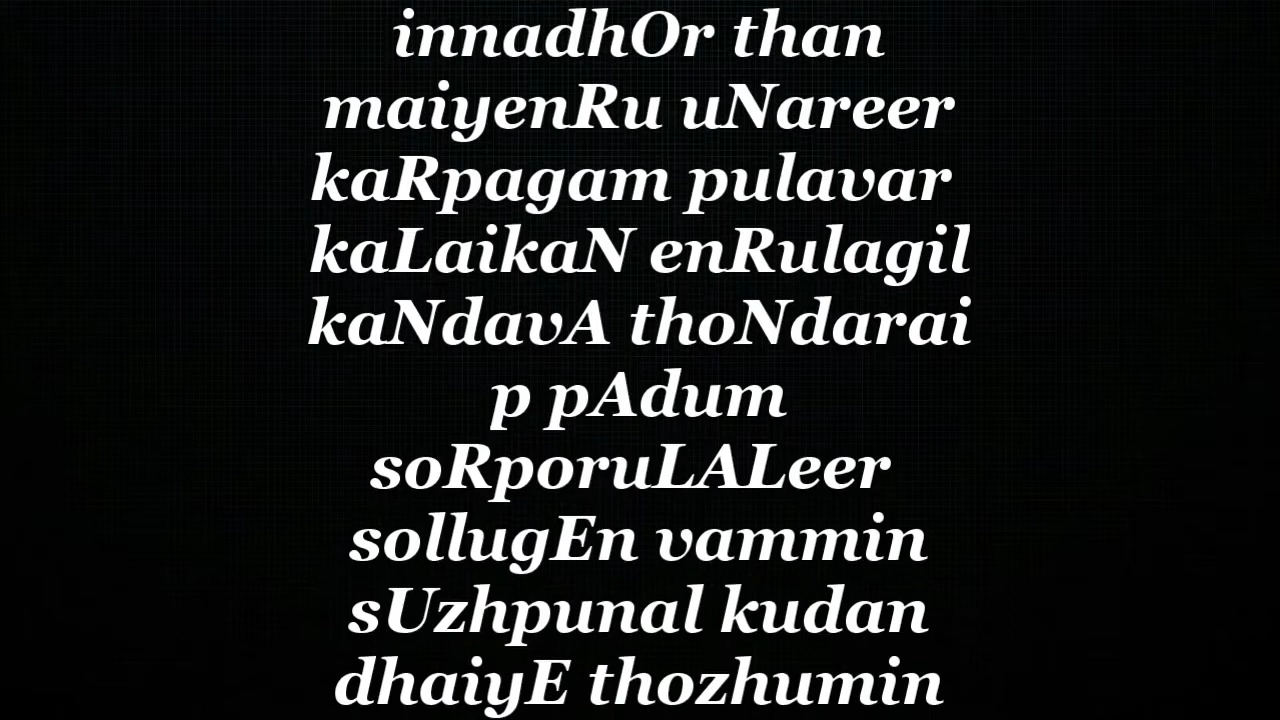 innadhOr than
maiyenRu uNareer
kaRpagam pulavar
kaLaikaN enRulagil
kaNdavA thoNdarai
p pAdum
soRporuLALeer
sollugEn vammin
sUzhpunal kudan
dhaiyE thozhumin